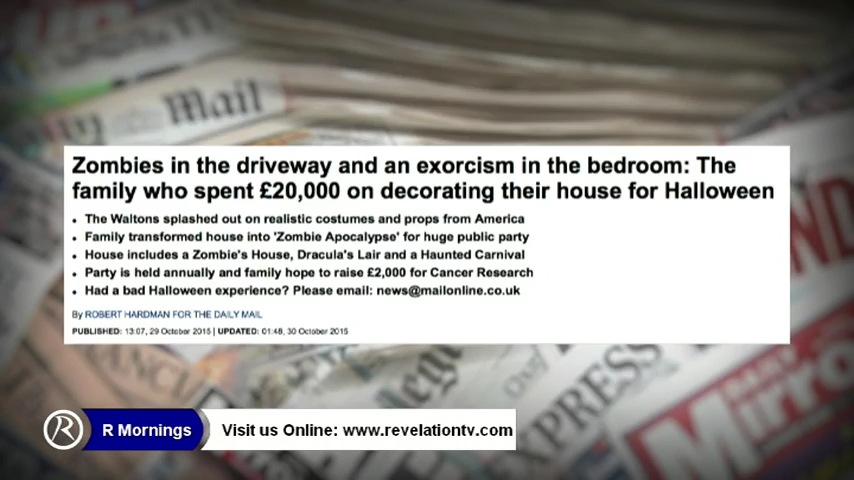 Mail
Zombies in the driveway and an exorcism in the bedroom: The
family who spent £20,000 on decorating their house for Halloween
• The Waltons splashed out on realistic costumes and props from America
• Family transformed house into 'Zombie Apocalypse' for huge public party
• House includes a Zombie's House, Dracula's Lair and a Haunted Carnival
• Party is held annually and family hope to raise £2,000 for Cancer Research
• Had a bad Halloween experience? Please email: news@mailonline.co.uk
By ROBERT HARDMAN FOR THE DAILY MAIL
PUBLISHED: 13:07, 29 October 2015 | UPDATED: 01:48, 30 October 2015
EXPRESS
DAILY
Mirror
R R Mornings Visit us Online: www.revelationtv.com